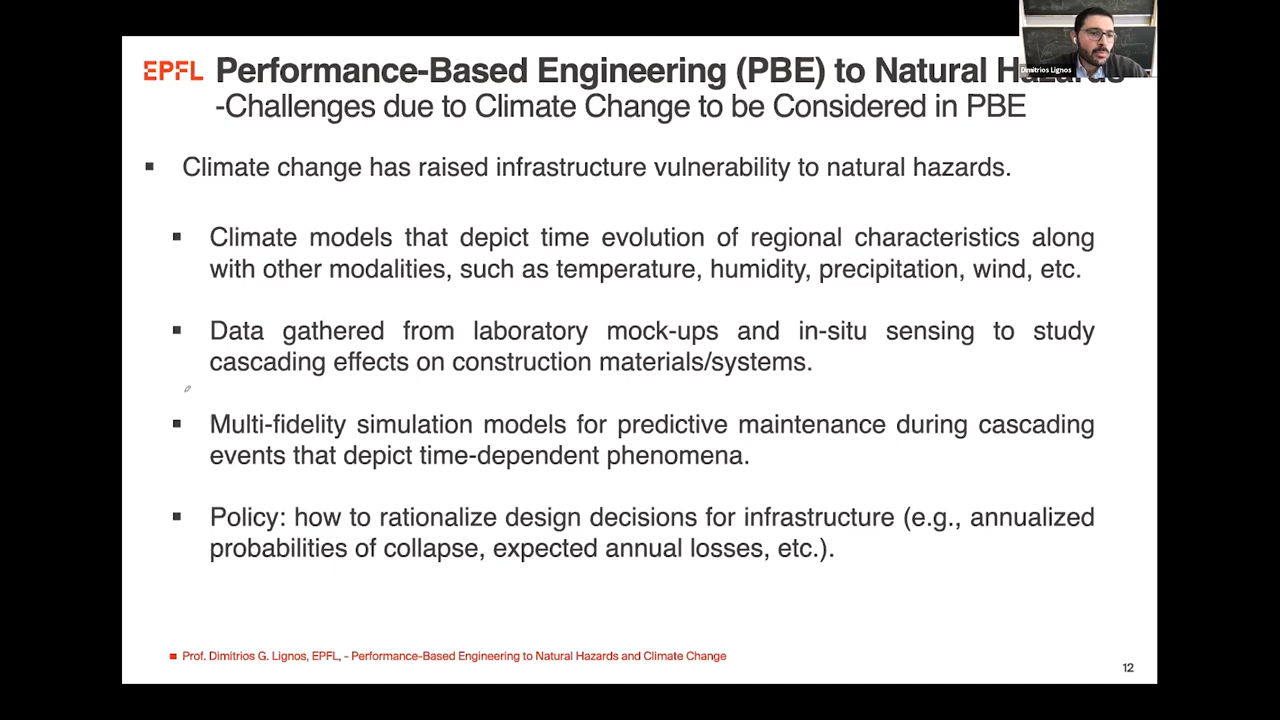 EPFL Performance-Based Engineering (PBE) to Natural
-Challenges due to Climate Change to be Considered in PBE
Dimitrios Lignos
▪ Climate change has raised infrastructure vulnerability to natural hazards.
▪ Climate models that depict time evolution of regional characteristics along
with other modalities, such as temperature, humidity, precipitation, wind, etc.
▪ Data gathered from laboratory mock-ups and in-situ sensing to study
cascading effects on construction materials/systems.
▪ Multi-fidelity simulation models for predictive maintenance during cascading
events that depict time-dependent phenomena.
▪ Policy: how to rationalize design decisions for infrastructure (e.g., annualized
probabilities of collapse, expected annual losses, etc.).
Prof. Dimitrios G. Lignos, EPFL, - Performance-Based Engineering to Natural Hazards and Climate Change
12